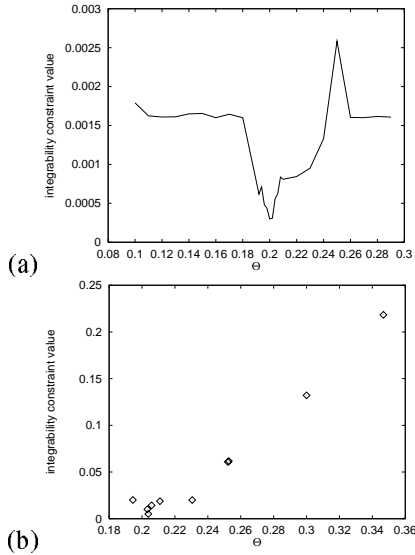 0.003
0.0025
0.002
0.0015
0.001
0.0005
0
integrability constraint value
0.08 0.1 0.12 0.14 0.16 0.18 0.2 0.22 0.24 0.26 0.28 0.3
Θ
(a)
0.25
0.2
0.15
0.1
0.05
0
integrability constraint value
0.18 0.2 0.22 0.24 0.26 0.28 0.3 0.32 0.34 0.36
Θ
(b)